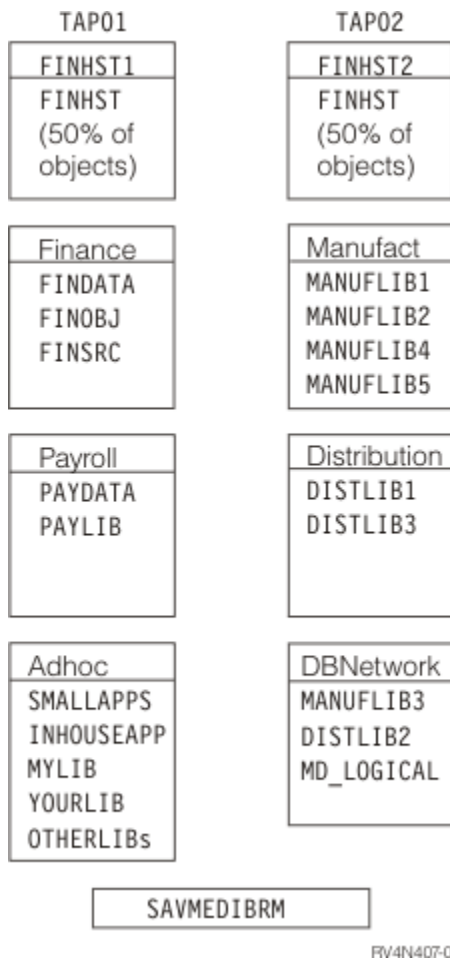 TAP01
FINHST1
FINHST
(50% of
objects)
Finance
FINDATA
FINOBJ
FINSRC
Payroll
PAYDATA
PAYLIB
Adhoc
SMALLAPPS
INHOUSEAPP
MYLIB
YOURLIB
OTHERLIBs
TAP02
FINHST2
FINHST
(50% of
objects)
Manufact
MANUFLIB1
MANUFLIB2
MANUFLIB4
MANUFLIB5
Distribution
DISTLIB1
DISTLIB3
DBNetwork
MANUFLIB3
DISTLIB2
MD_LOGICAL
SAVMEDIBRM
RV4N407-0